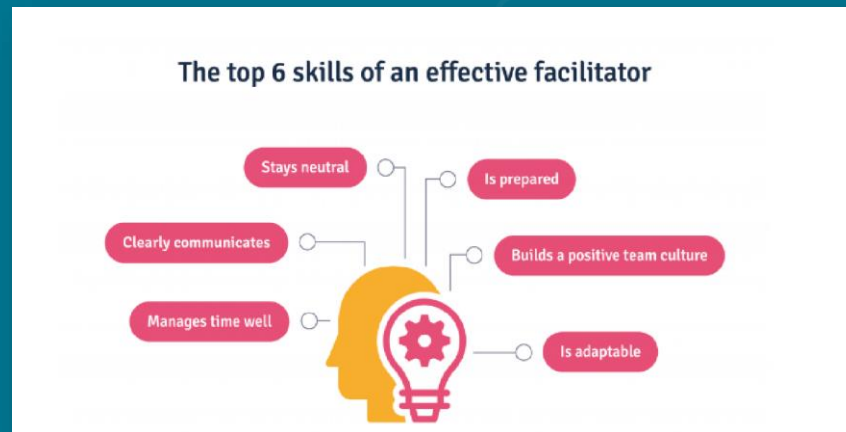 The top 6 skills of an effective facilitator
Stays neutral
Is prepared
Clearly communicates
Builds a positive team culture
Manages time well
Is adaptable